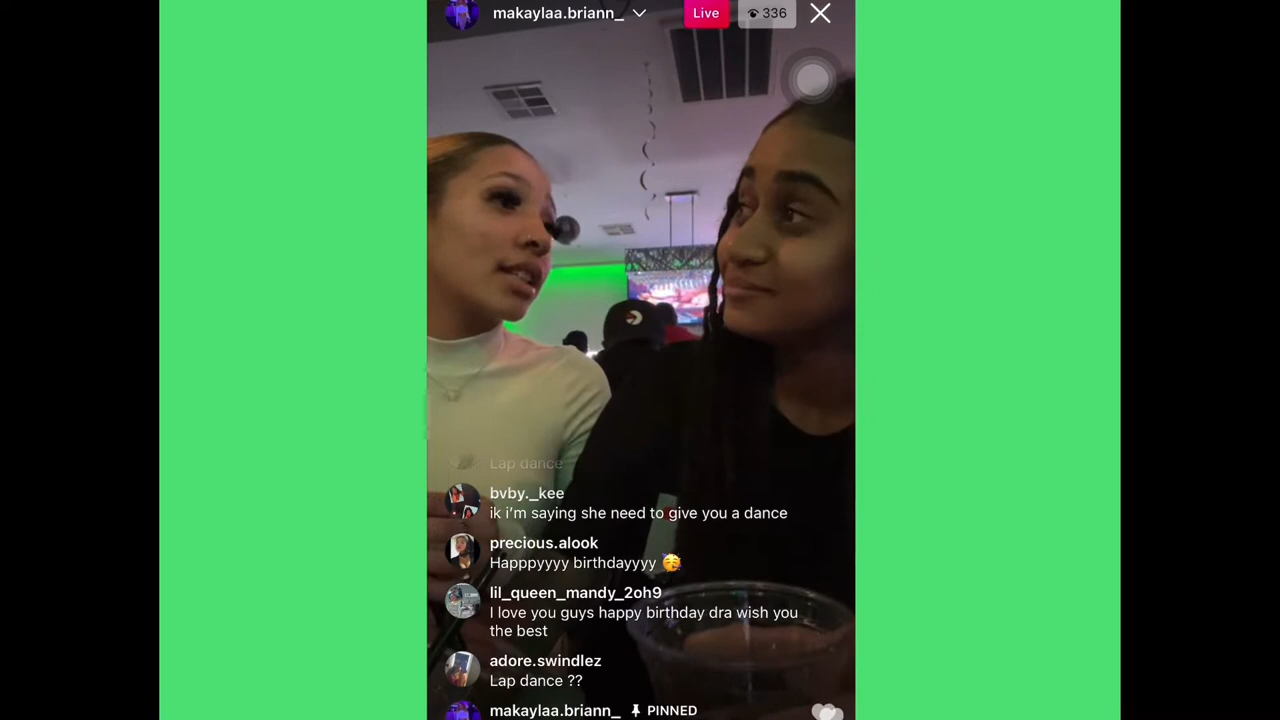 makaylaa.briann_
Live
336
Lap dance
bvby._kee
ik i’m saying she need to give you a dance
precious.alook
Happpyyyy birthdayyyy 🥳
lil_queen_mandy_2oh9
I love you guys happy birthday dra wish you
the best
adore.swindlez
Lap dance ??
makaylaa.briann_ PINNED